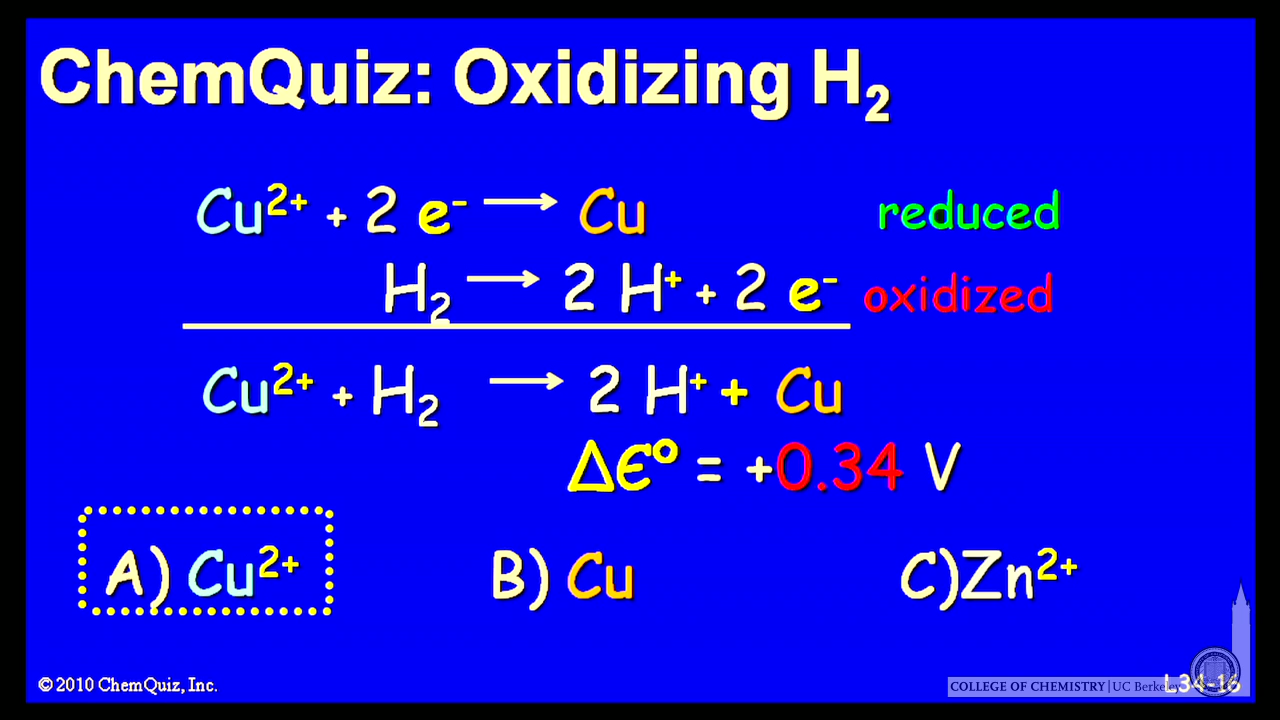 ChemQuiz: Oxidizing H₂
Cu²⁺ + 2 e⁻ → Cu reduced
H₂ → 2 H⁺ + 2 e⁻ oxidized
Cu²⁺ + H₂ → 2 H⁺ + Cu
Δϵ° = +0.34 V
A) Cu²⁺ B) Cu C)Zn²⁺
© 2010 ChemQuiz, Inc.
COLLEGE OF CHEMISTRY | UC Berkeley
L34-16